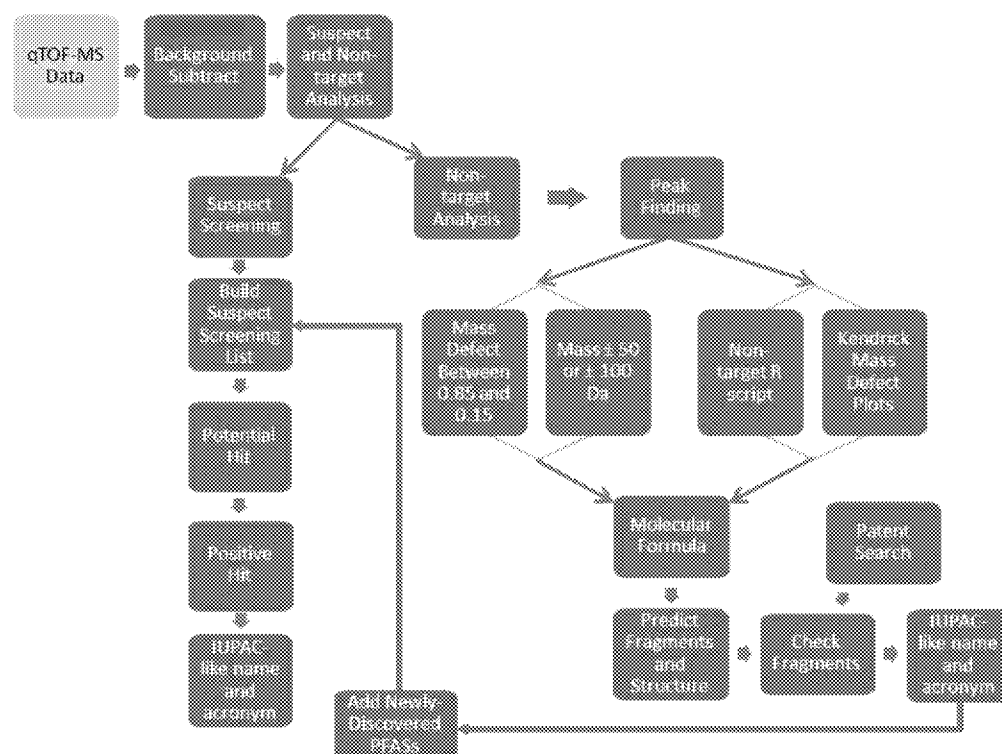 qTOF-MS
Data
Background
Subtract
Suspect
and Non-
target
Analysis
Suspect
Screening
Non-
target
Analysis
Peak
Finding
Build
Suspect
Screening
List
Mass
Defect
Between
0.85 and
0.15
Mass ± 50
or ± 100
Da
Non-
target R
script
Kendrick
Mass
Defect
Plots
Potential
Hit
Positive
Hit
IUPAC-
like name
and
acronym
Molecular
Formula
Patent
Search
Predict
Fragments
and
Structure
Check
Fragments
IUPAC-
like name
and
acronym
Add Newly-
Discovered
PFASs